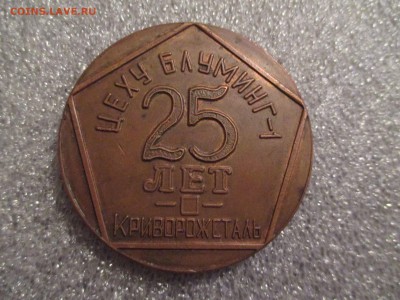 COINS.LAVE.RU
ЦЕХУ БЛУМИНГ-1
25
ЛЕТ
КРИВОРОЖСТАЛЬ